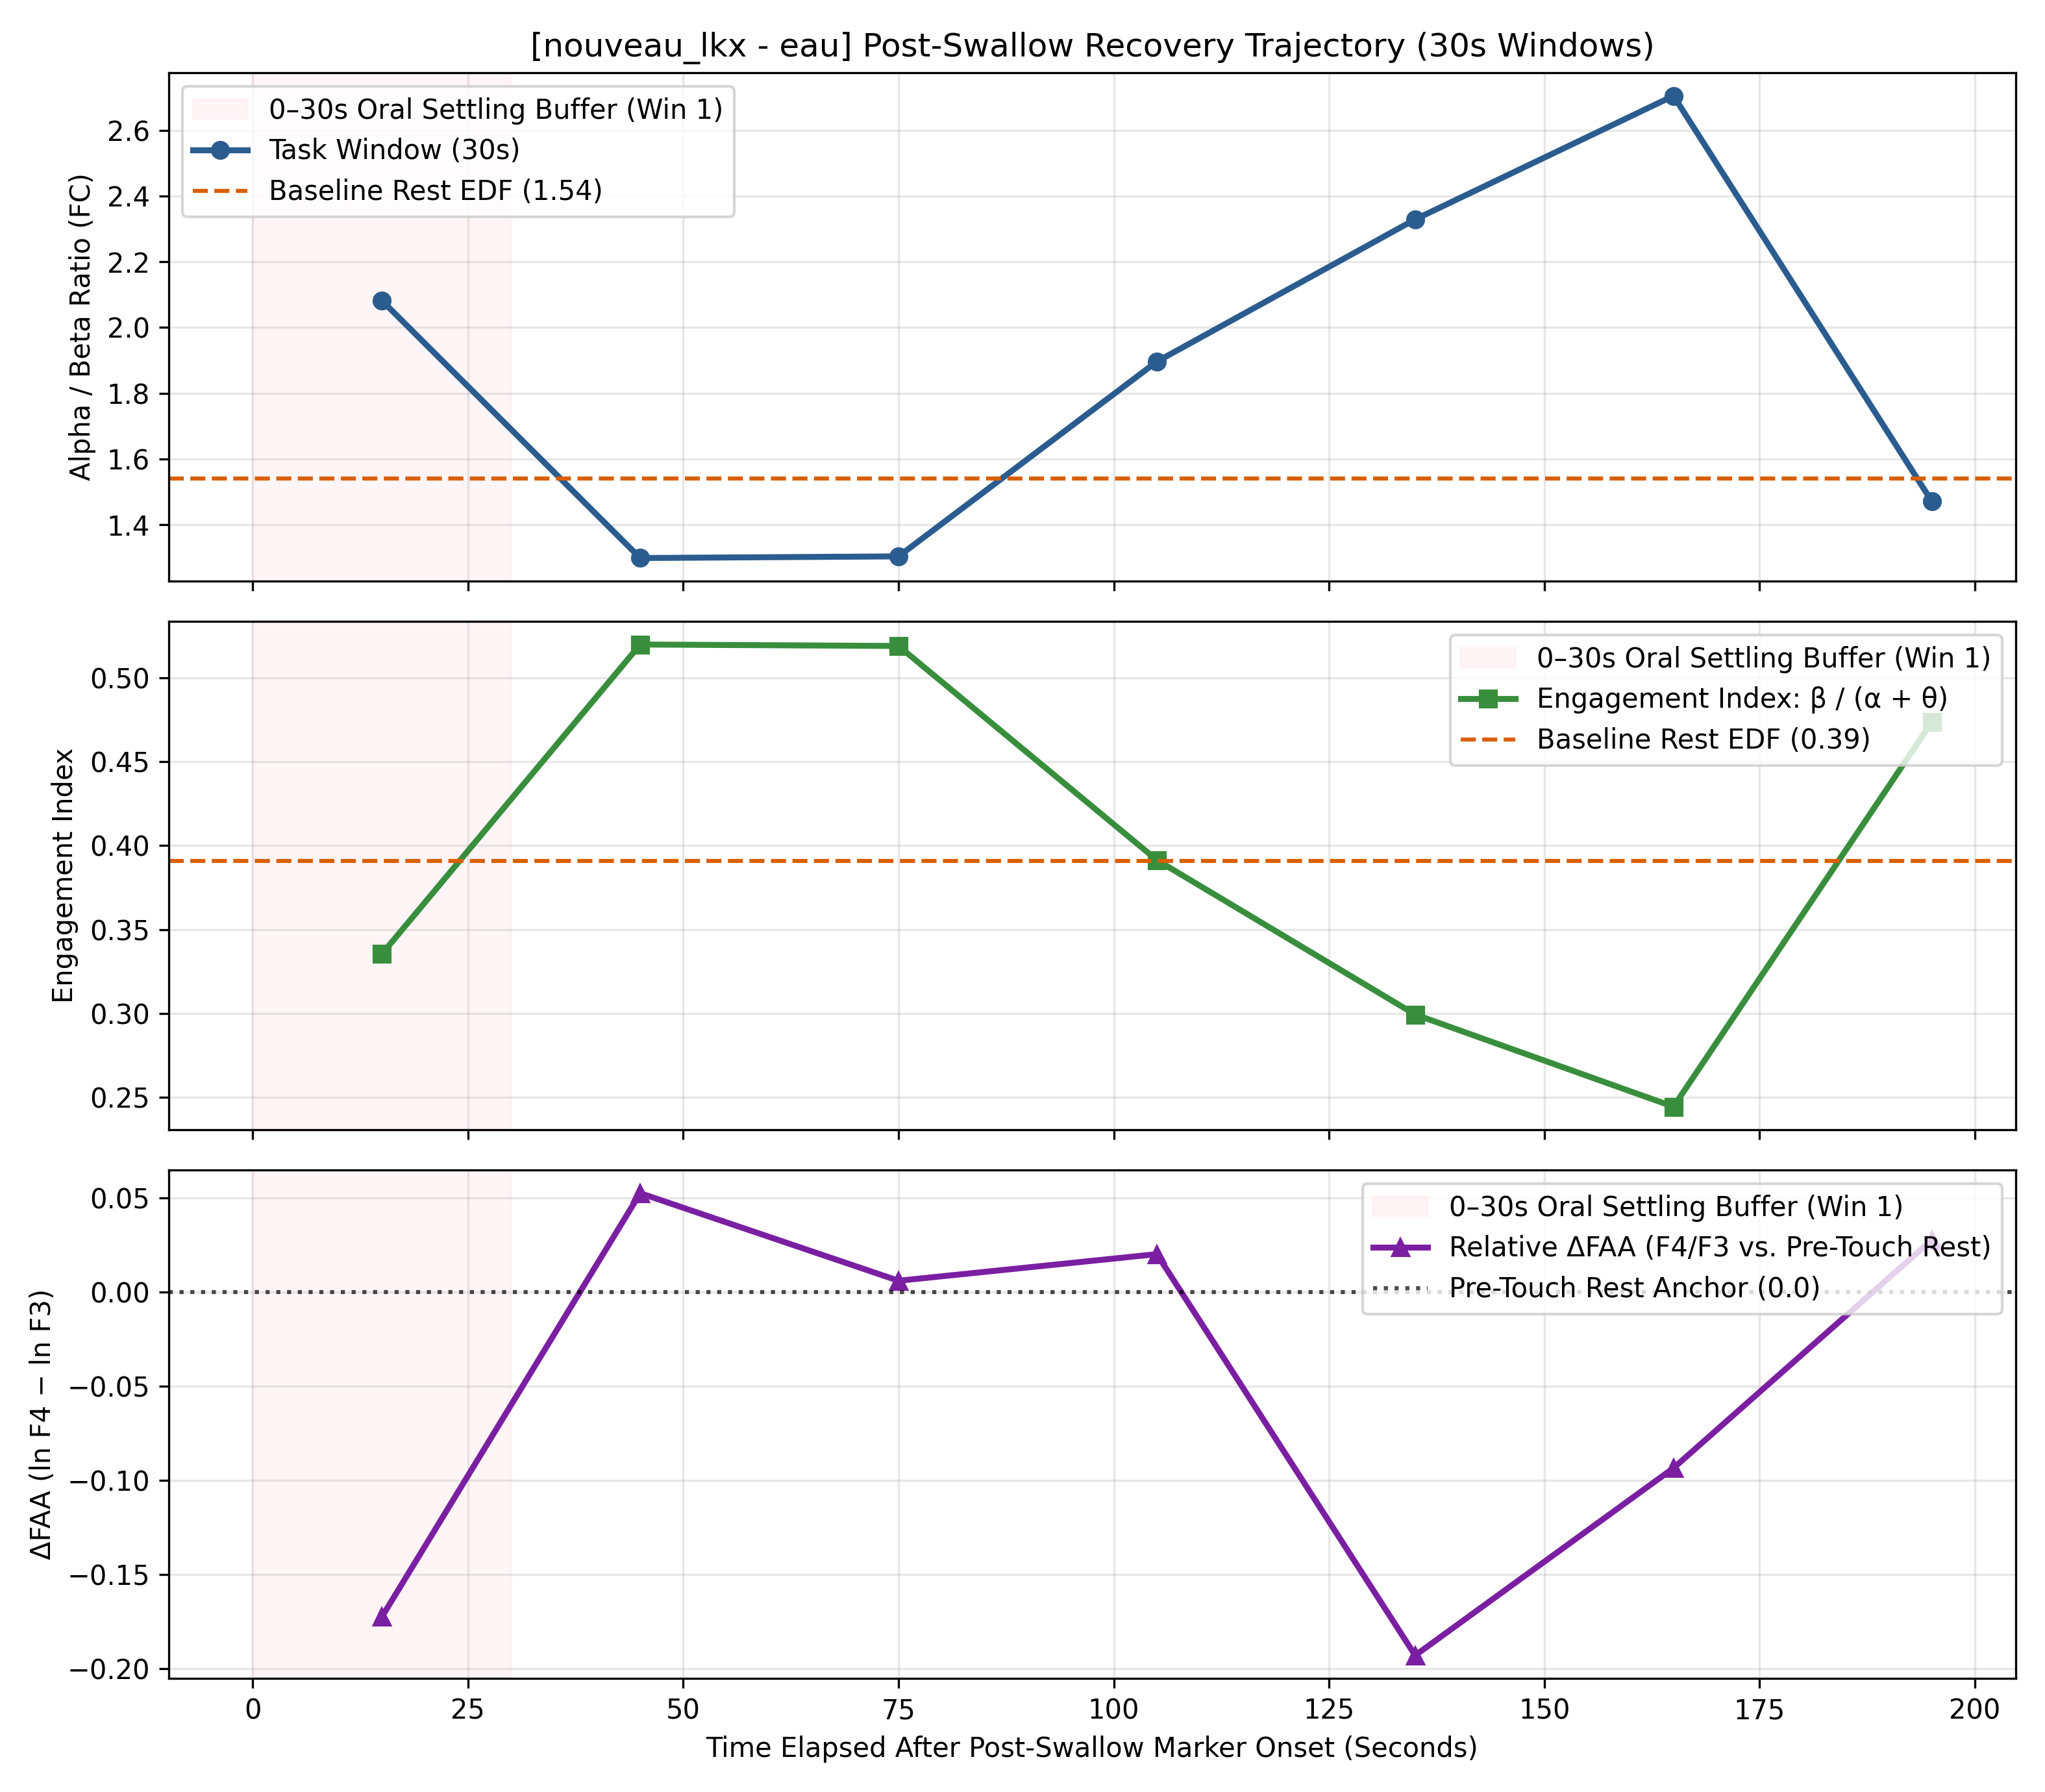 [nouveau_lkx - eau] Post-Swallow Recovery Trajectory (30s Windows)
0–30s Oral Settling Buffer (Win 1)
Task Window (30s)
Baseline Rest EDF (1.54)
Alpha / Beta Ratio (FC)
2.6
2.4
2.2
2.0
1.8
1.6
1.4
0–30s Oral Settling Buffer (Win 1)
Engagement Index: β / (α + θ)
Baseline Rest EDF (0.39)
Engagement Index
0.50
0.45
0.40
0.35
0.30
0.25
0–30s Oral Settling Buffer (Win 1)
Relative ΔFAA (F4/F3 vs. Pre-Touch Rest)
Pre-Touch Rest Anchor (0.0)
ΔFAA (ln F4 − ln F3)
0.05
0.00
−0.05
−0.10
−0.15
−0.20
0 25 50 75 100 125 150 175 200
Time Elapsed After Post-Swallow Marker Onset (Seconds)